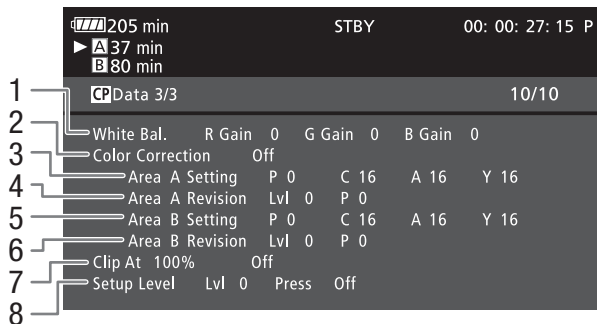 205 min STBY 00: 00: 27: 15 P
A 37 min
B 80 min
CP Data 3/3 10/10
1 White Bal. R Gain 0 G Gain 0 B Gain 0
2 Color Correction Off
3 Area A Setting P 0 C 16 A 16 Y 16
4 Area A Revision Lvl 0 P 0
5 Area B Setting P 0 C 16 A 16 Y 16
6 Area B Revision Lvl 0 P 0
7 Clip At 100% Off
8 Setup Level Lvl 0 Press Off